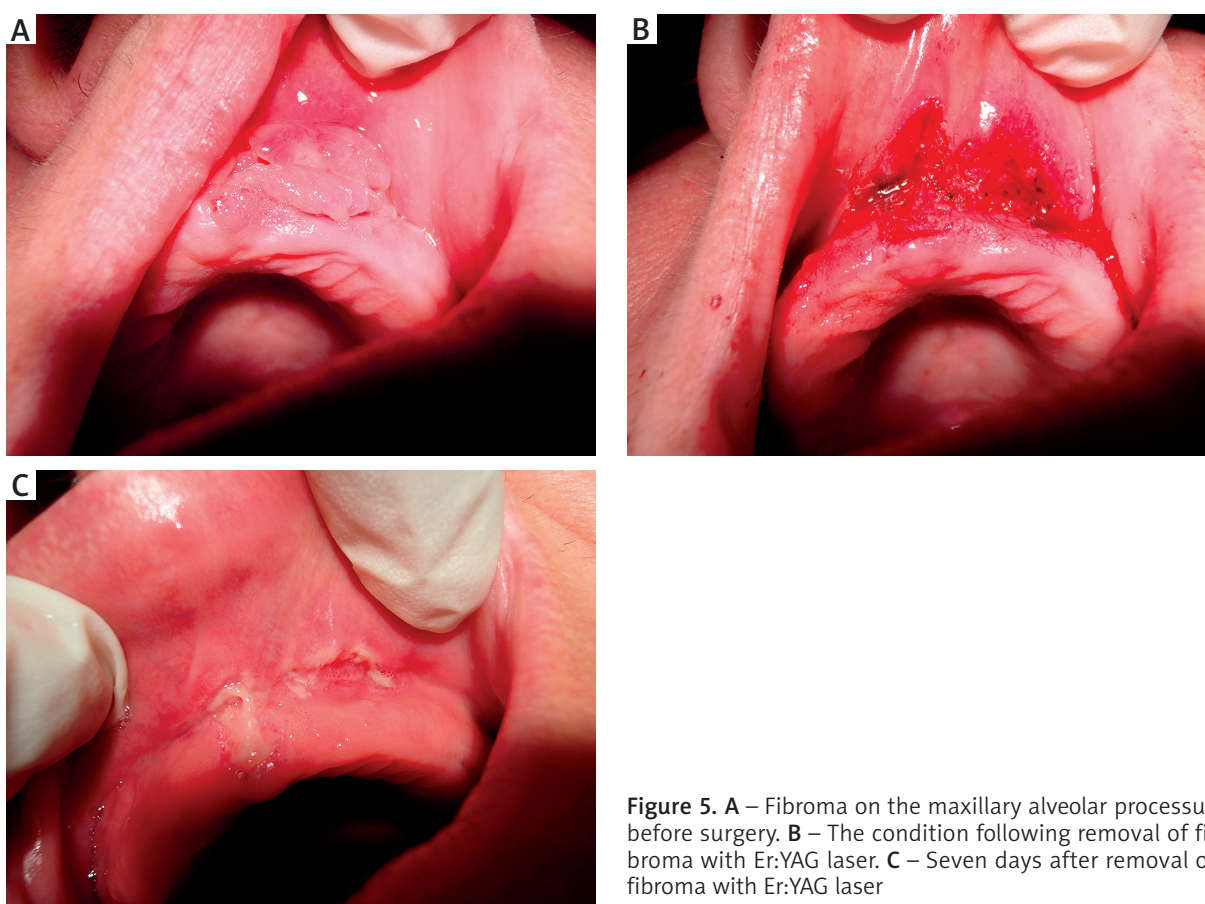 A
B
C
Figure 5. A – Fibroma on the maxillary alveolar processu
before surgery. B – The condition following removal of fi
broma with Er:YAG laser. C – Seven days after removal o
fibroma with Er:YAG laser